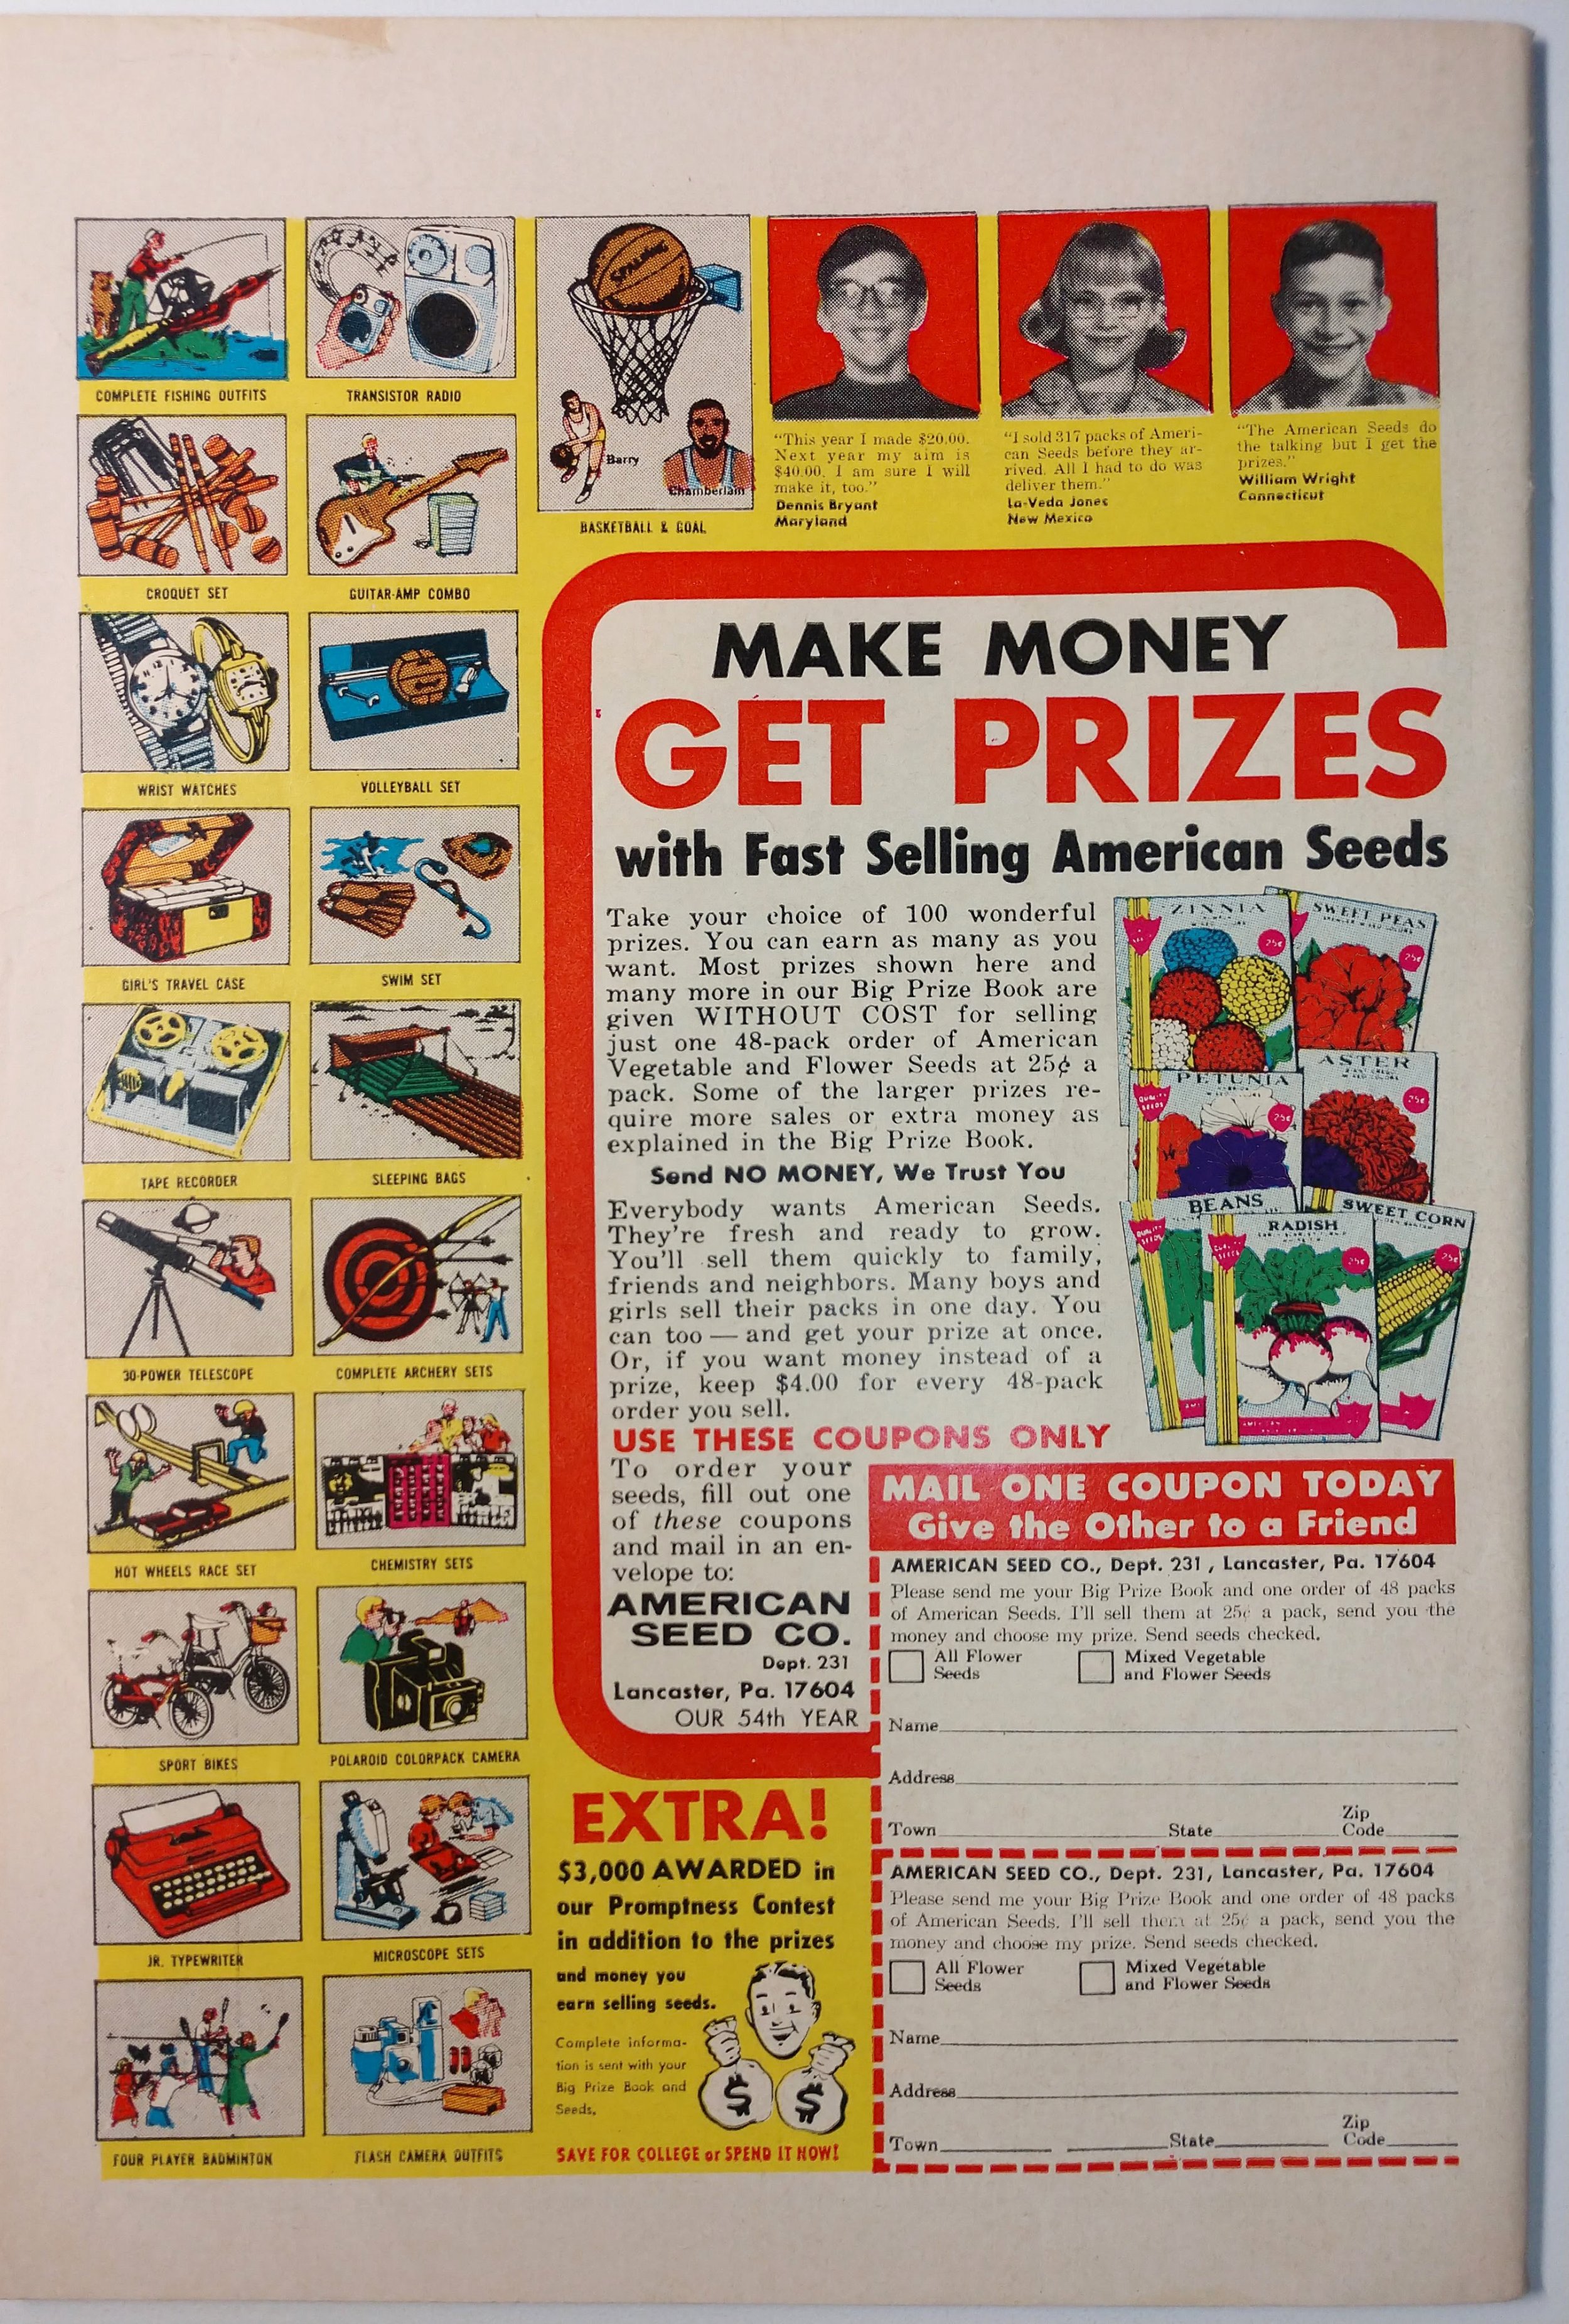 COMPLETE FISHING OUTFITS
TRANSISTOR RADIO
CROQUET SET
GUITAR-AMP COMBO
WRIST WATCHES
VOLLEYBALL SET
GIRL'S TRAVEL CASE
SWIM SET
TAPE RECORDER
SLEEPING BAGS
30-POWER TELESCOPE
COMPLETE ARCHERY SETS
HOT WHEELS RACE SET
CHEMISTRY SETS
SPORT BIKES
POLAROID COLORPACK CAMERA
JR. TYPEWRITER
MICROSCOPE SETS
FOUR PLAYER BADMINTON
FLASH CAMERA OUTFITS
Barry
Chamberlain
BASKETBALL & GOAL
"This year I made $20.00.
Next year my aim is
$40.00. I am sure I will
make it, too."
Dennis Bryant
Maryland
"I sold 317 packs of Ameri-
can Seeds before they ar-
rived. All I had to do was
deliver them."
La-Veda Jones
New Mexico
"The American Seeds do
the talking but I get the
prizes."
William Wright
Connecticut
MAKE MONEY
GET PRIZES
with Fast Selling American Seeds
Take your choice of 100 wonderful
prizes. You can earn as many as you
want. Most prizes shown here and
many more in our Big Prize Book are
given WITHOUT COST for selling
just one 48-pack order of American
Vegetable and Flower Seeds at 25¢ a
pack. Some of the larger prizes re-
quire more sales or extra money as
explained in the Big Prize Book.
Send NO MONEY, We Trust You
Everybody wants American Seeds.
They're fresh and ready to grow.
You'll sell them quickly to family,
friends and neighbors. Many boys and
girls sell their packs in one day. You
can too — and get your prize at once.
Or, if you want money instead of a
prize, keep $4.00 for every 48-pack
order you sell.
USE THESE COUPONS ONLY
To order your
seeds, fill out one
of these coupons
and mail in an en-
velope to:
AMERICAN
SEED CO.
Dept. 231
Lancaster, Pa. 17604
OUR 54th YEAR
ZINNIA
25¢
SWEET PEAS
25¢
PETUNIA
QUALITY SEEDS
25¢
ASTER
25¢
BEANS
QUALITY SEEDS
RADISH
25¢
SWEET CORN
25¢
MAIL ONE COUPON TODAY
Give the Other to a Friend
AMERICAN SEED CO., Dept. 231, Lancaster, Pa. 17604
Please send me your Big Prize Book and one order of 48 packs
of American Seeds. I'll sell them at 25¢ a pack, send you the
money and choose my prize. Send seeds checked.
All Flower
Seeds
Mixed Vegetable
and Flower Seeds
Name
Address
Town State Zip Code
AMERICAN SEED CO., Dept. 231, Lancaster, Pa. 17604
Please send me your Big Prize Book and one order of 48 packs
of American Seeds. I'll sell them at 25¢ a pack, send you the
money and choose my prize. Send seeds checked.
All Flower
Seeds
Mixed Vegetable
and Flower Seeds
Name
Address
Town State Zip Code
EXTRA!
$3,000 AWARDED in
our Promptness Contest
in addition to the prizes
and money you
earn selling seeds.
Complete informa-
tion is sent with your
Big Prize Book and
Seeds.
$ $
SAVE FOR COLLEGE or SPEND IT NOW!